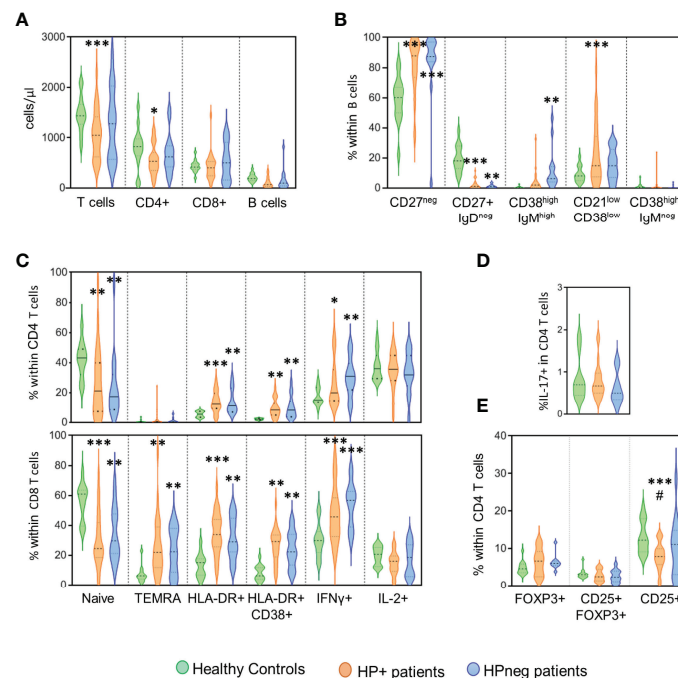 A
3000
2000
1000
0
cells/µl
***
*
T cells
CD4+
CD8+
B cells
B
100
80
60
40
20
0
% within B cells
***
***
***
**
**
***
CD27neg
CD27+
IgDneg
CD38high
IgMhigh
CD21low
CD38low
CD38high
IgMneg
C
100
80
60
40
20
0
% within CD4 T cells
**
**
***
**
**
**
*
**
100
80
60
40
20
0
% within CD8 T cells
***
**
**
**
***
**
**
**
***
***
Naive
TEMRA
HLA-DR+
HLA-DR+
CD38+
IFNγ+
IL-2+
D
3
2
1
0
%IL-17+ in CD4 T cells
E
40
30
20
10
0
% within CD4 T cells
***
#
FOXP3+
CD25+
FOXP3+
CD25+
Healthy Controls
HP+ patients
HPneg patients